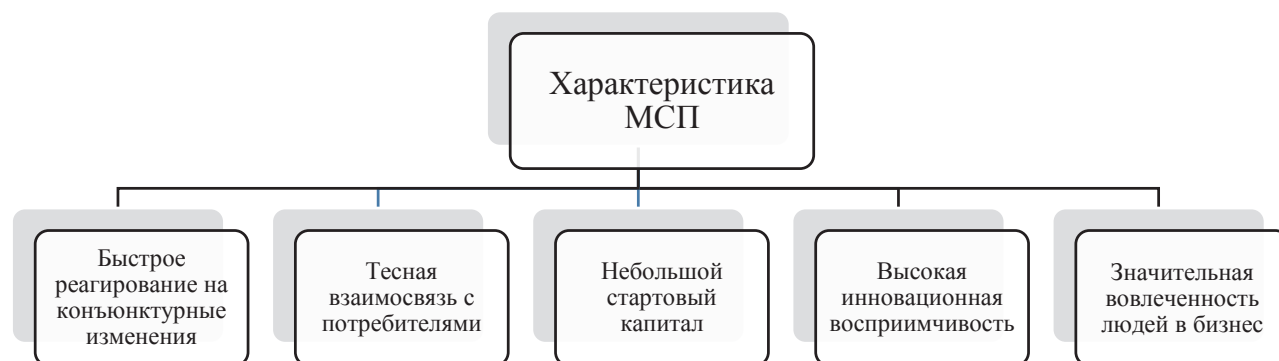 Характеристика
МСП
Быстрое
реагирование на
конъюнктурные
изменения
Тесная
взаимосвязь с
потребителями
Небольшой
стартовый
капитал
Высокая
инновационная
восприимчивость
Значительная
вовлеченность
людей в бизнес